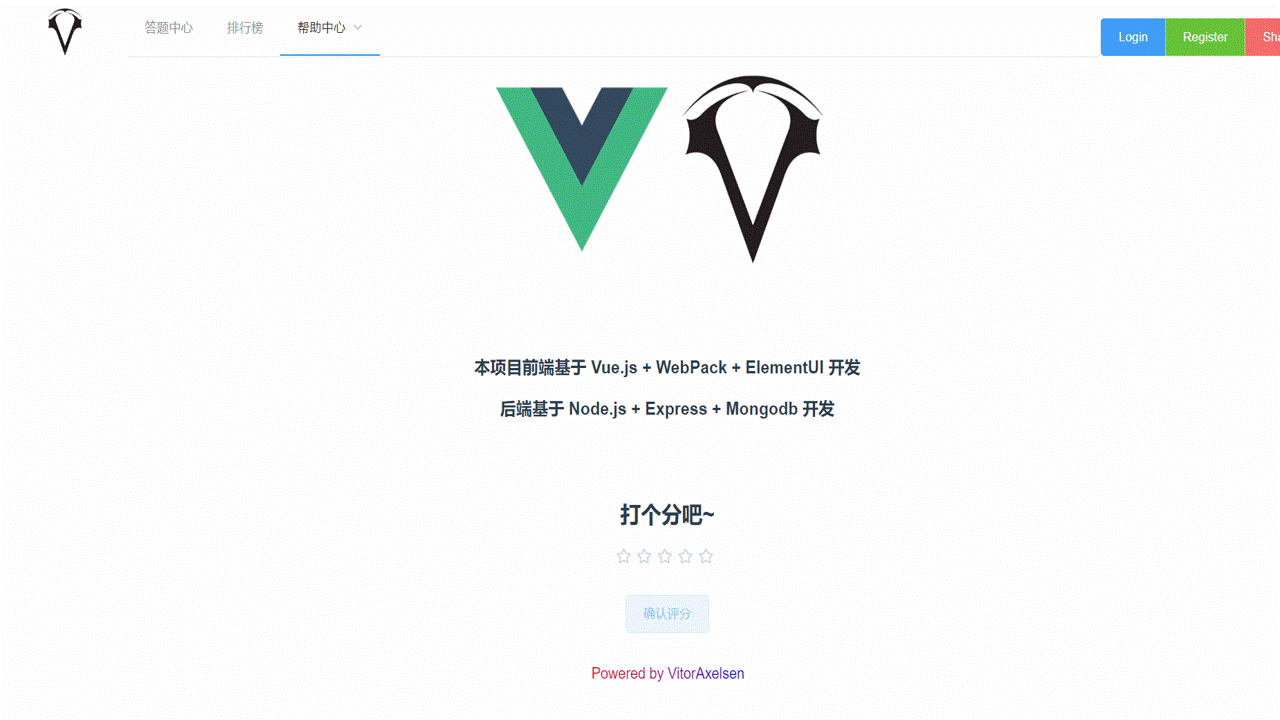 答题中心 排行榜 帮助中心 Login Register Sha
本项目前端基于 Vue.js + WebPack + ElementUI 开发
后端基于 Node.js + Express + Mongodb 开发
打个分吧~
确认评分
Powered by VitorAxelsen